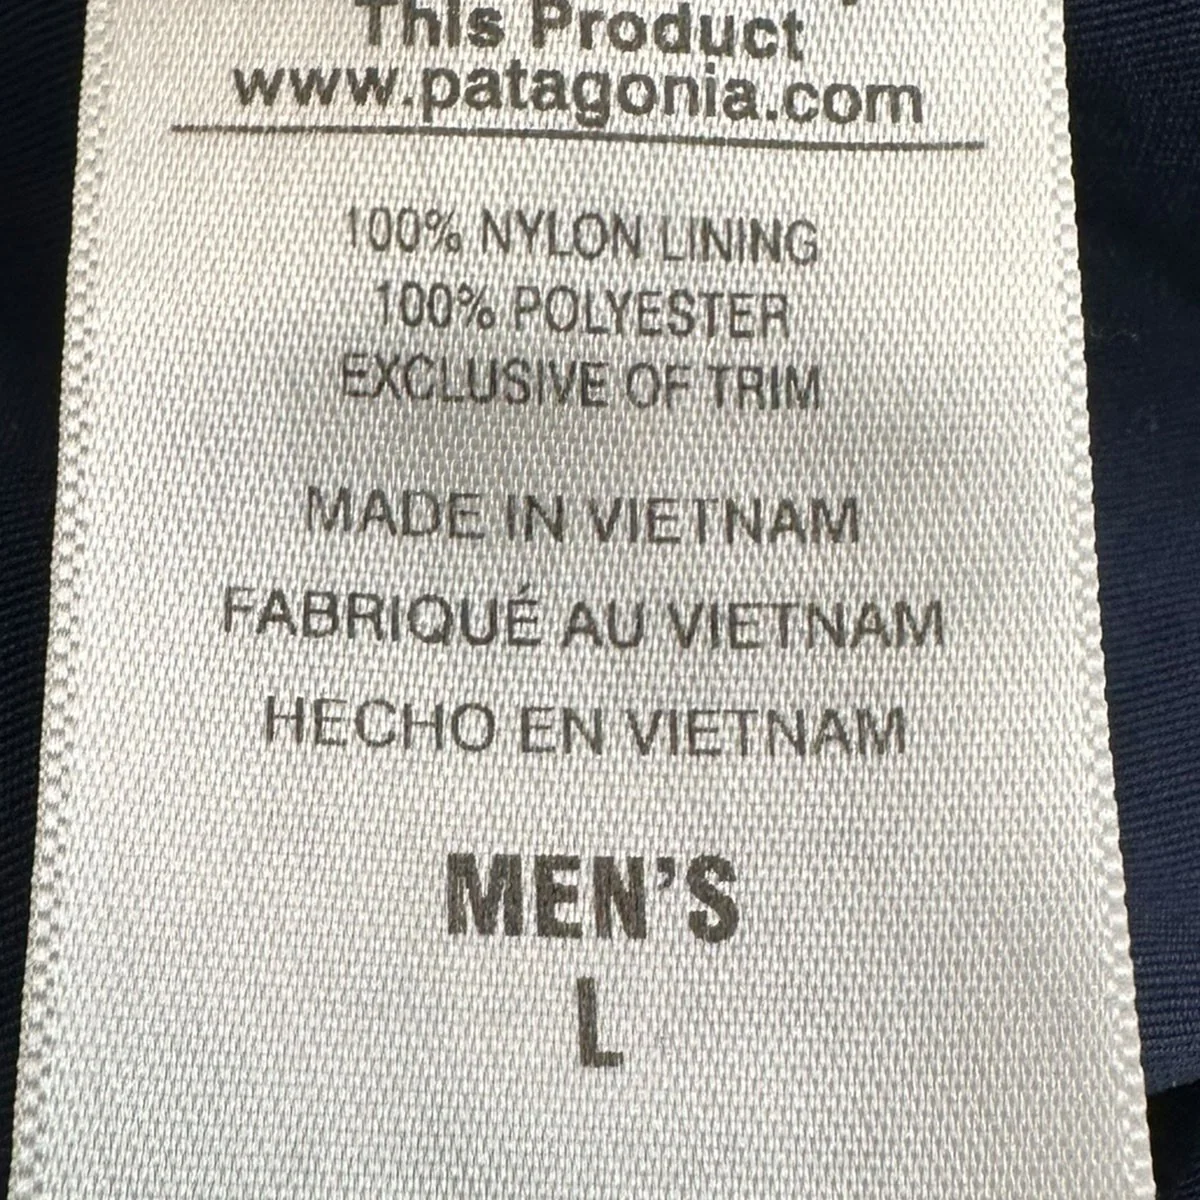 This Product
www.patagonia.com
100% NYLON LINING
100% POLYESTER
EXCLUSIVE OF TRIM
MADE IN VIETNAM
FABRIQUÉ AU VIETNAM
HECHO EN VIETNAM
MEN'S
L